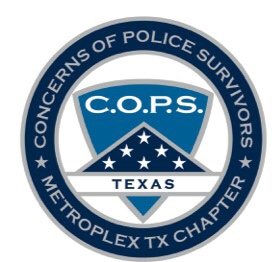 CONCERNS OF POLICE SURVIVORS
C.O.P.S.
TEXAS
METROPLEX TX CHAPTER